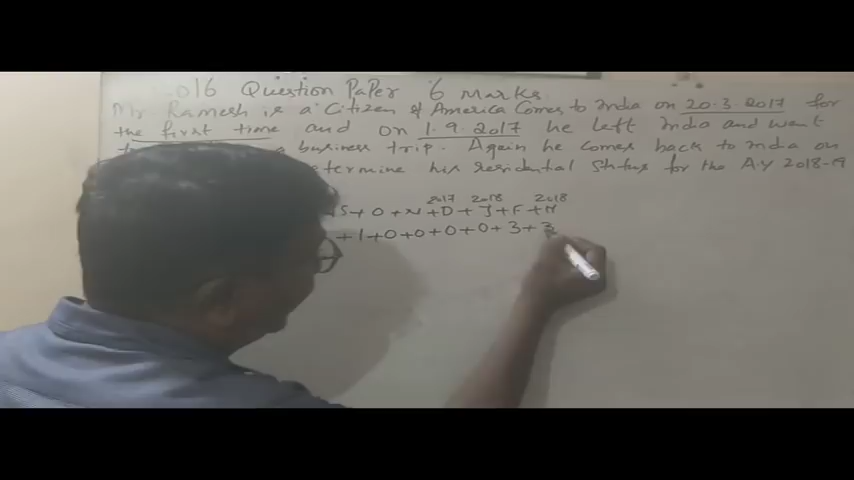 016 Question Paper 6 marks
Mr Ramesh is a Citizen of America Comes to India on 20.3.2017 for
the first time and on 1.9.2017 he left India and went
a business trip. Again he comes back to India on
etermine his residential status for the A.Y 2018-19
2017 2018 2018
S+O+N+D+J+F+M
+1+0+0+0+0+3+3